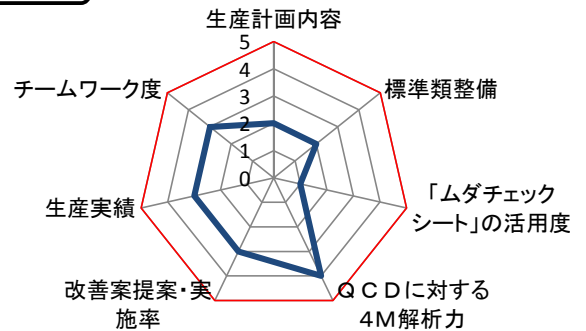 生産計画内容
5
4
3
2
1
0
標準類整備
「ムダチェック
シート」の活用度
ＱＣＤに対する
4M解析力
改善案提案・実
施率
生産実績
チームワーク度